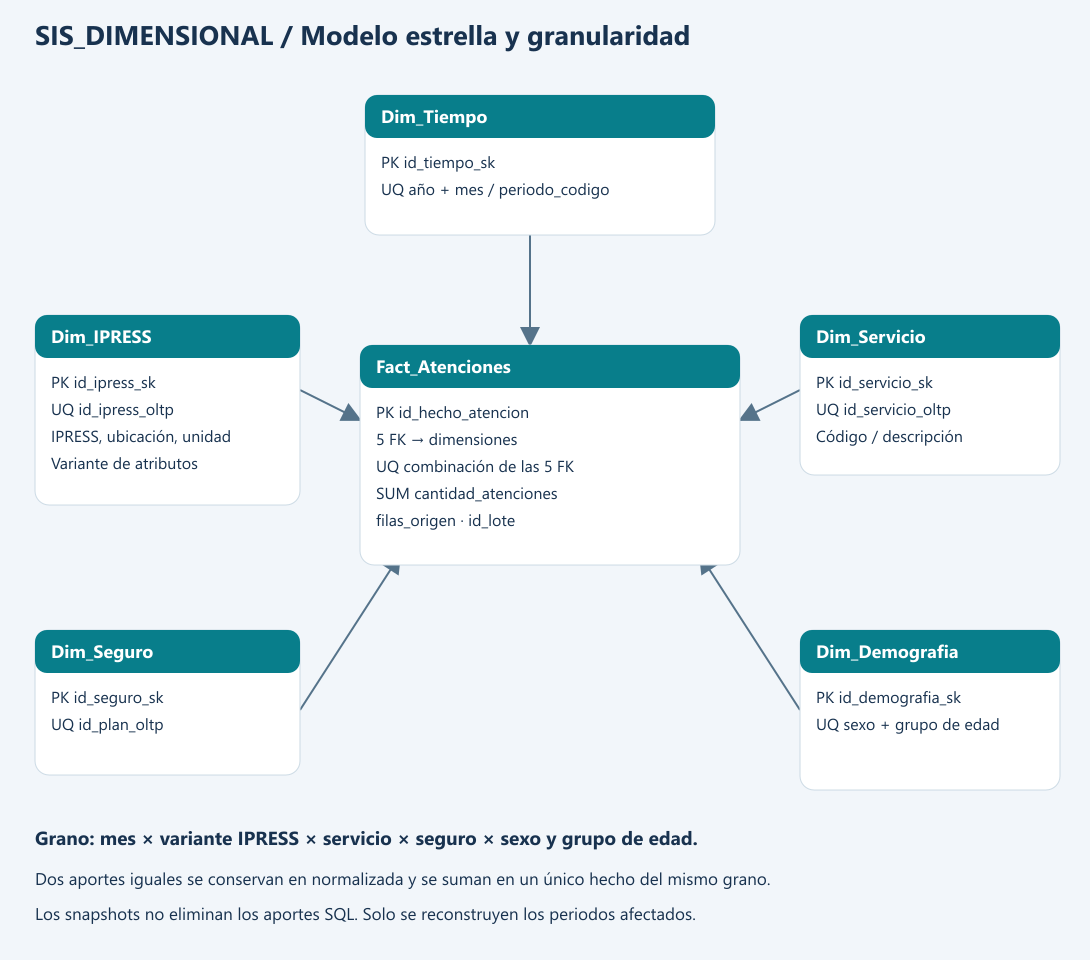 SIS_DIMENSIONAL / Modelo estrella y granularidad
Dim_Tiempo
PK id_tiempo_sk
UQ año + mes / periodo_codigo
Dim_IPRESS
PK id_ipress_sk
UQ id_ipress_oltp
IPRESS, ubicación, unidad
Variante de atributos
Fact_Atenciones
PK id_hecho_atencion
5 FK → dimensiones
UQ combinación de las 5 FK
SUM cantidad_atenciones
filas_origen · id_lote
Dim_Servicio
PK id_servicio_sk
UQ id_servicio_oltp
Código / descripción
Dim_Seguro
PK id_seguro_sk
UQ id_plan_oltp
Dim_Demografia
PK id_demografia_sk
UQ sexo + grupo de edad
Grano: mes × variante IPRESS × servicio × seguro × sexo y grupo de edad.
Dos aportes iguales se conservan en normalizada y se suman en un único hecho del mismo grano.
Los snapshots no eliminan los aportes SQL. Solo se reconstruyen los periodos afectados.